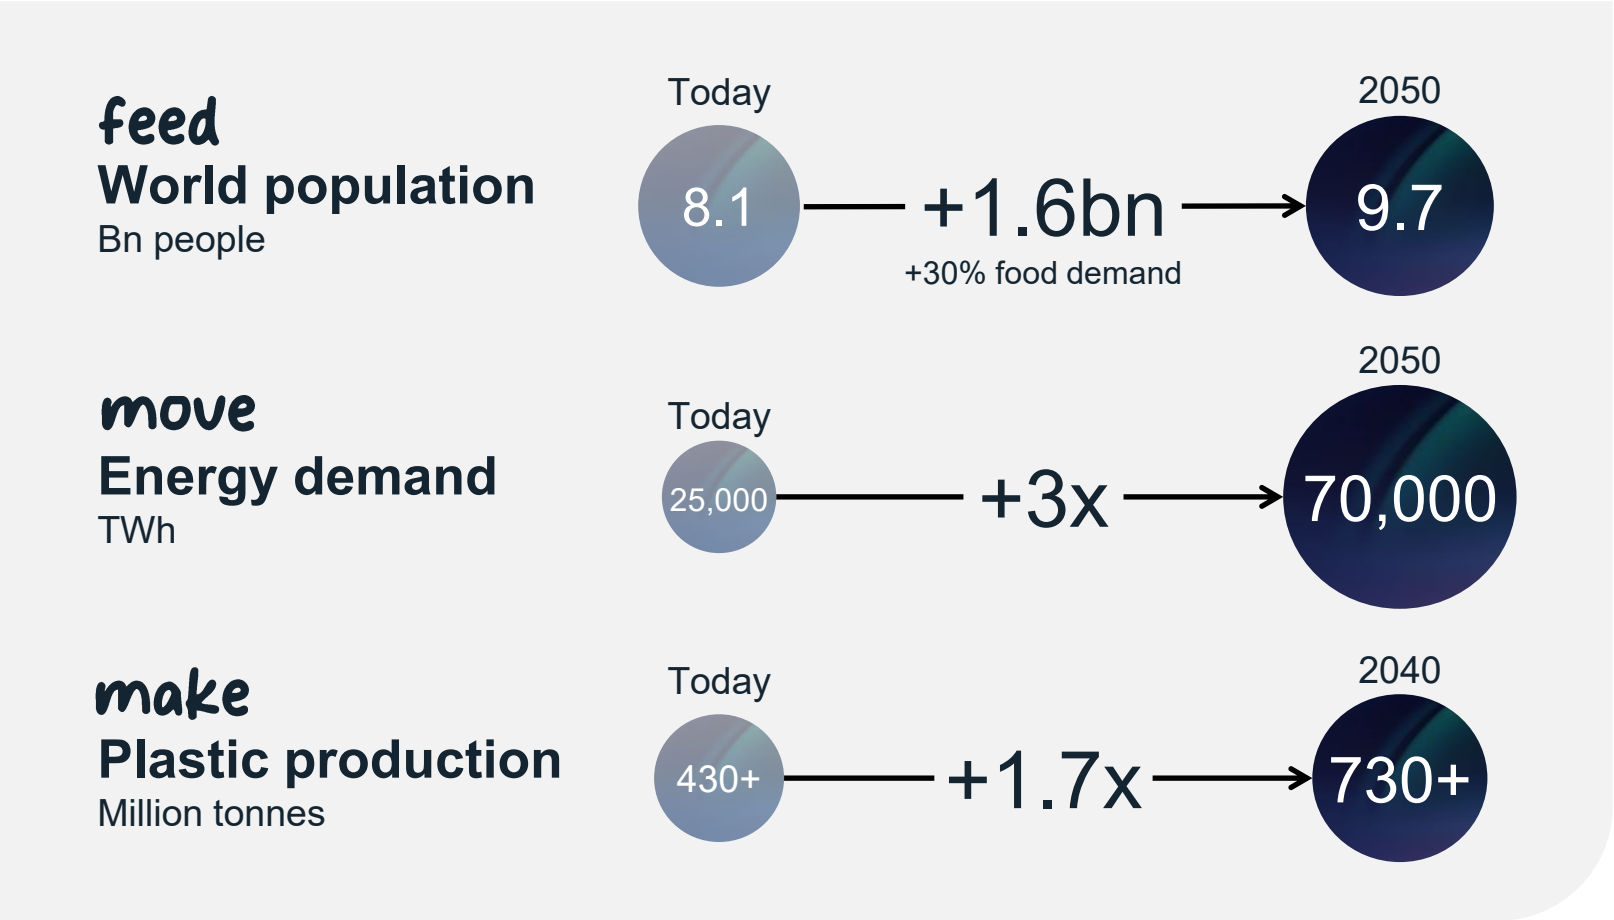 feed
World population
Bn people
Today
8.1
+1.6bn
+30% food demand
2050
9.7
move
Energy demand
TWh
Today
25,000
+3x
2050
70,000
make
Plastic production
Million tonnes
Today
430+
+1.7x
2040
730+